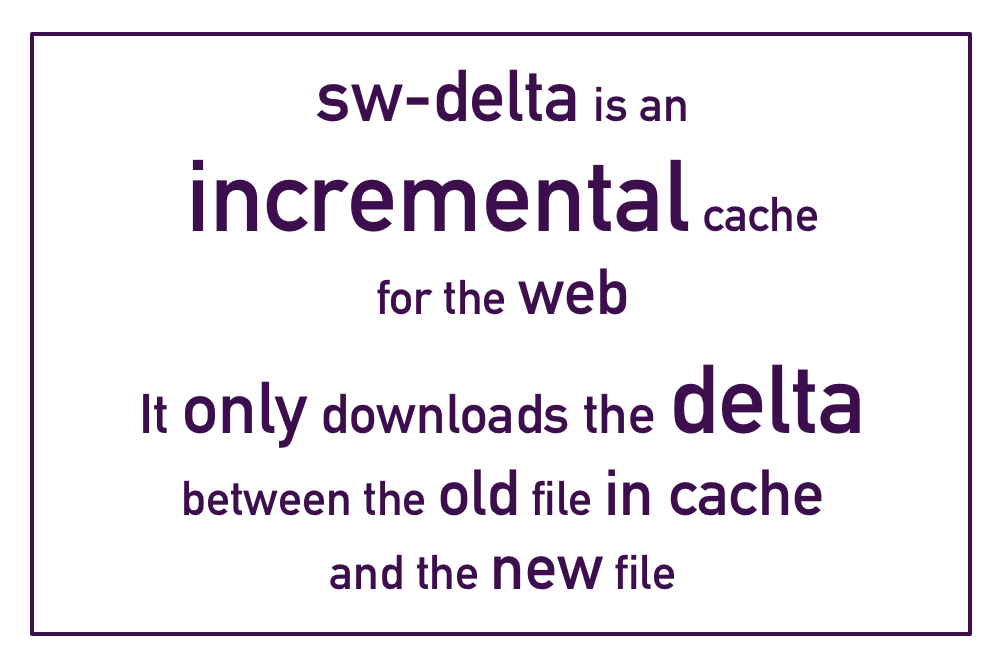 sw-delta is an
incremental cache
for the web
It only downloads the delta
between the old file in cache
and the new file